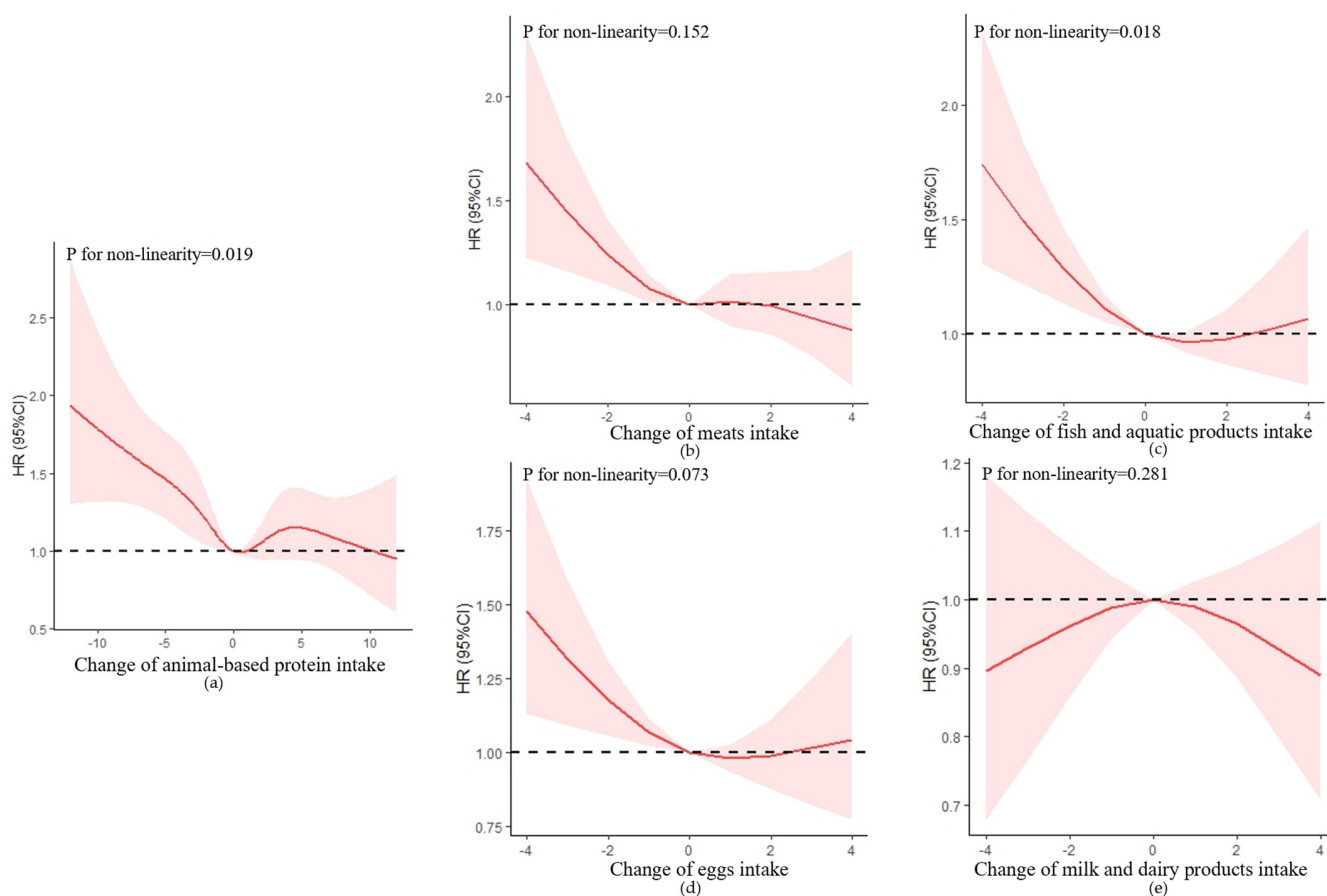 P for non-linearity=0.019
HR (95%CI)
2.5
2.0
1.5
1.0
0.5
-10 -5 0 5 10
Change of animal-based protein intake
(a)
P for non-linearity=0.152
HR (95%CI)
2.0
1.5
1.0
-4 -2 0 2 4
Change of meats intake
(b)
P for non-linearity=0.018
HR (95%CI)
2.0
1.5
1.0
-4 -2 0 2 4
Change of fish and aquatic products intake
(c)
P for non-linearity=0.073
HR (95%CI)
1.75
1.50
1.25
1.00
0.75
-4 -2 0 2 4
Change of eggs intake
(d)
P for non-linearity=0.281
HR (95%CI)
1.2
1.1
1.0
0.9
0.8
0.7
-4 -2 0 2 4
Change of milk and dairy products intake
(e)